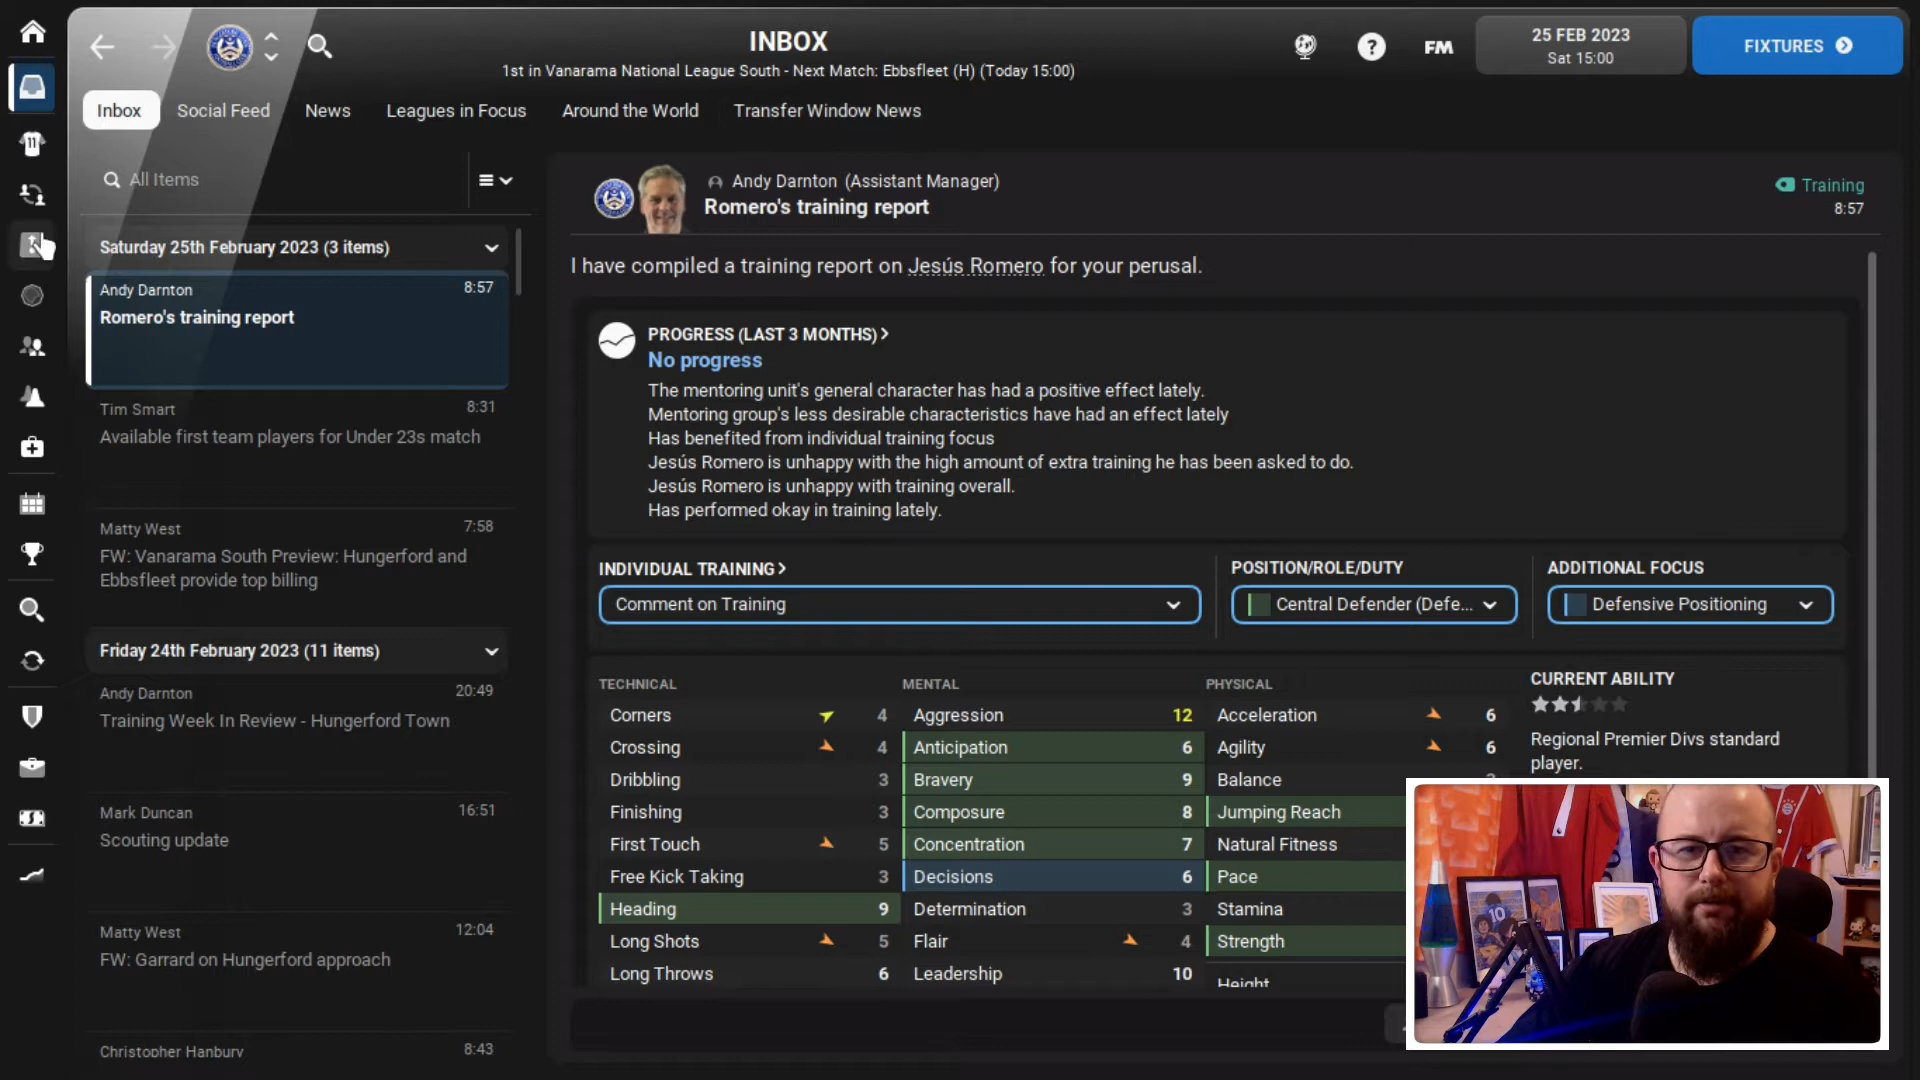 INBOX
1st in Vanarama National League South - Next Match: Ebbsfleet (H) (Today 15:00)
FM
25 FEB 2023
Sat 15:00
FIXTURES
Inbox
Social Feed
News
Leagues in Focus
Around the World
Transfer Window News
All Items
Saturday 25th February 2023 (3 items)
Andy Darnton 8:57
Romero's training report
Tim Smart 8:31
Available first team players for Under 23s match
Matty West 7:58
FW: Vanarama South Preview: Hungerford and
Ebbsfleet provide top billing
Friday 24th February 2023 (11 items)
Andy Darnton 20:49
Training Week In Review - Hungerford Town
Mark Duncan 16:51
Scouting update
Matty West 12:04
FW: Garrard on Hungerford approach
Christopher Hanbury 8:43
Andy Darnton (Assistant Manager)
Romero's training report
Training
8:57
I have compiled a training report on Jesús Romero for your perusal.
PROGRESS (LAST 3 MONTHS)
No progress
The mentoring unit's general character has had a positive effect lately.
Mentoring group's less desirable characteristics have had an effect lately
Has benefited from individual training focus
Jesús Romero is unhappy with the high amount of extra training he has been asked to do.
Jesús Romero is unhappy with training overall.
Has performed okay in training lately.
INDIVIDUAL TRAINING
Comment on Training
POSITION/ROLE/DUTY
Central Defender (Defe...
ADDITIONAL FOCUS
Defensive Positioning
TECHNICAL
Corners 4
Crossing 4
Dribbling 3
Finishing 3
First Touch 5
Free Kick Taking 3
Heading 9
Long Shots 5
Long Throws 6
MENTAL
Aggression 12
Anticipation 6
Bravery 9
Composure 8
Concentration 7
Decisions 6
Determination 3
Flair 4
Leadership 10
PHYSICAL
Acceleration 6
Agility 6
Balance
Jumping Reach
Natural Fitness
Pace
Stamina
Strength
Height
CURRENT ABILITY
Regional Premier Divs standard
player.
11
10